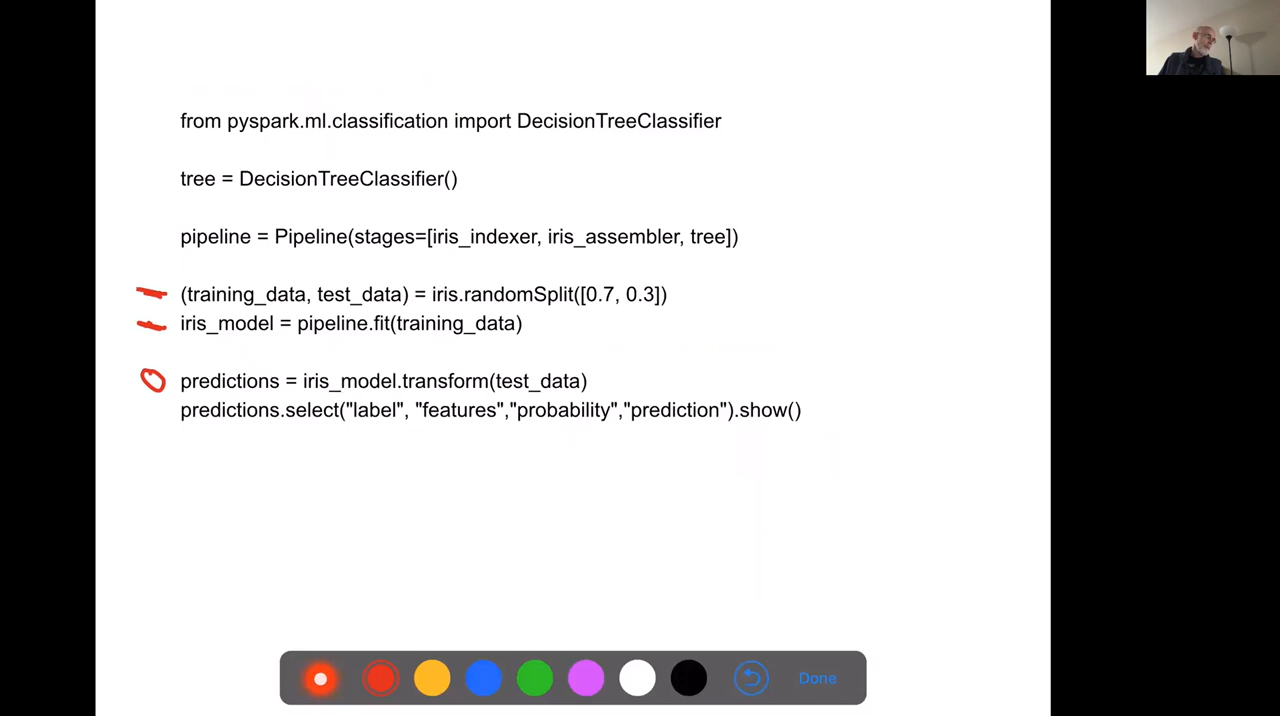 from pyspark.ml.classification import DecisionTreeClassifier
tree = DecisionTreeClassifier()
pipeline = Pipeline(stages=[iris_indexer, iris_assembler, tree])
(training_data, test_data) = iris.randomSplit([0.7, 0.3])
iris_model = pipeline.fit(training_data)
predictions = iris_model.transform(test_data)
predictions.select("label", "features","probability","prediction").show()
Done